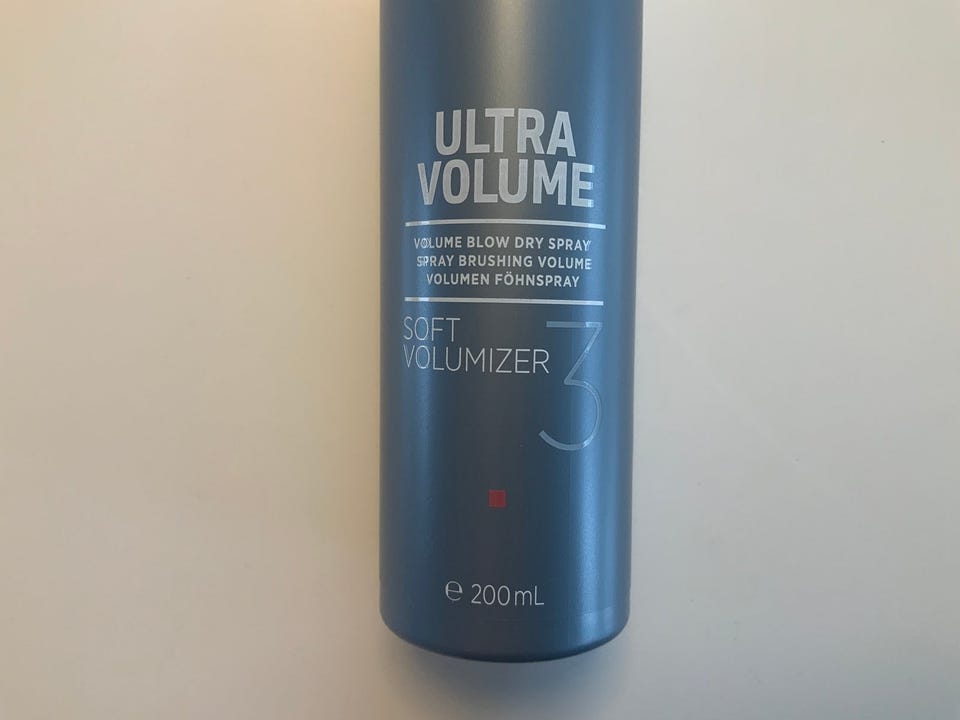 ULTRA
VOLUME
VOLUME BLOW DRY SPRAY
SPRAY BRUSHING VOLUME
VOLUMEN FÖHNSPRAY
SOFT
VOLUMIZER 3
℮ 200mL